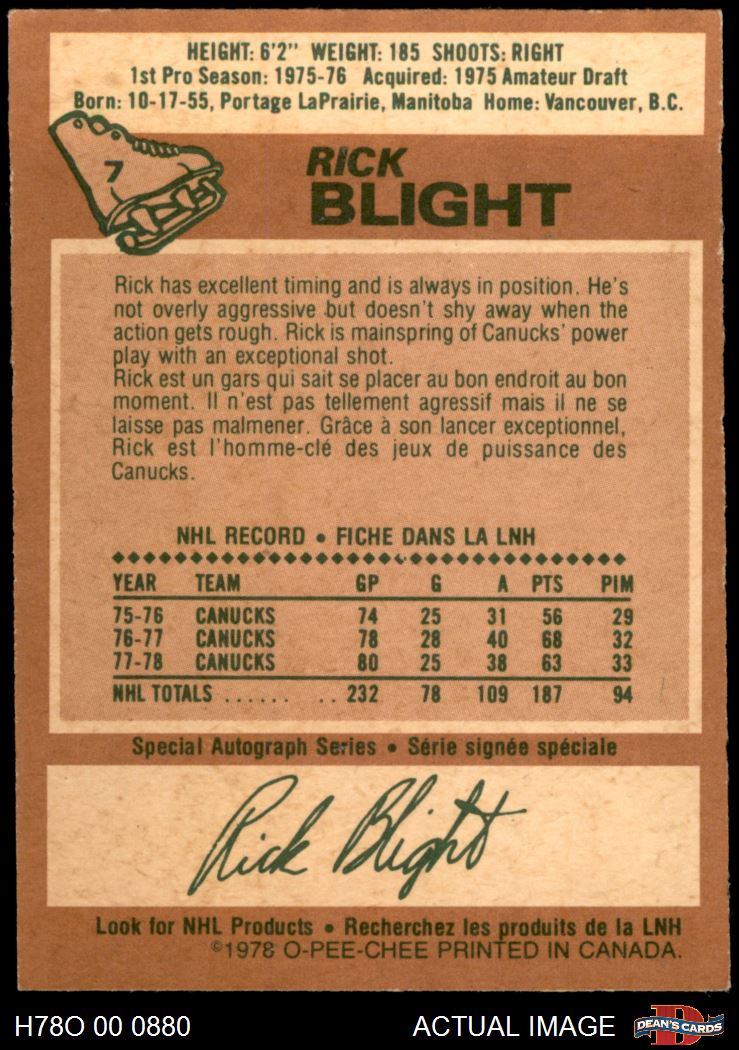 HEIGHT: 6'2" WEIGHT: 185 SHOOTS: RIGHT
1st Pro Season: 1975-76 Acquired: 1975 Amateur Draft
Born: 10-17-55, Portage LaPrairie, Manitoba Home: Vancouver, B.C.
7
RICK
BLIGHT
Rick has excellent timing and is always in position. He's
not overly aggressive but doesn't shy away when the
action gets rough. Rick is mainspring of Canucks' power
play with an exceptional shot.
Rick est un gars qui sait se placer au bon endroit au bon
moment. Il n'est pas tellement agressif mais il ne se
laisse pas malmener. Grâce à son lancer exceptionnel,
Rick est l'homme-clé des jeux de puissance des
Canucks.
NHL RECORD • FICHE DANS LA LNH
YEAR TEAM GP G A PTS PIM
75-76 CANUCKS 74 25 31 56 29
76-77 CANUCKS 78 28 40 68 32
77-78 CANUCKS 80 25 38 63 33
NHL TOTALS ...... .. 232 78 109 187 94
Special Autograph Series • Série signée spéciale
Rick Blight
Look for NHL Products • Recherchez les produits de la LNH
©1978 O-PEE-CHEE PRINTED IN CANADA.
H78O 00 0880 ACTUAL IMAGE D DEAN'S CARDS